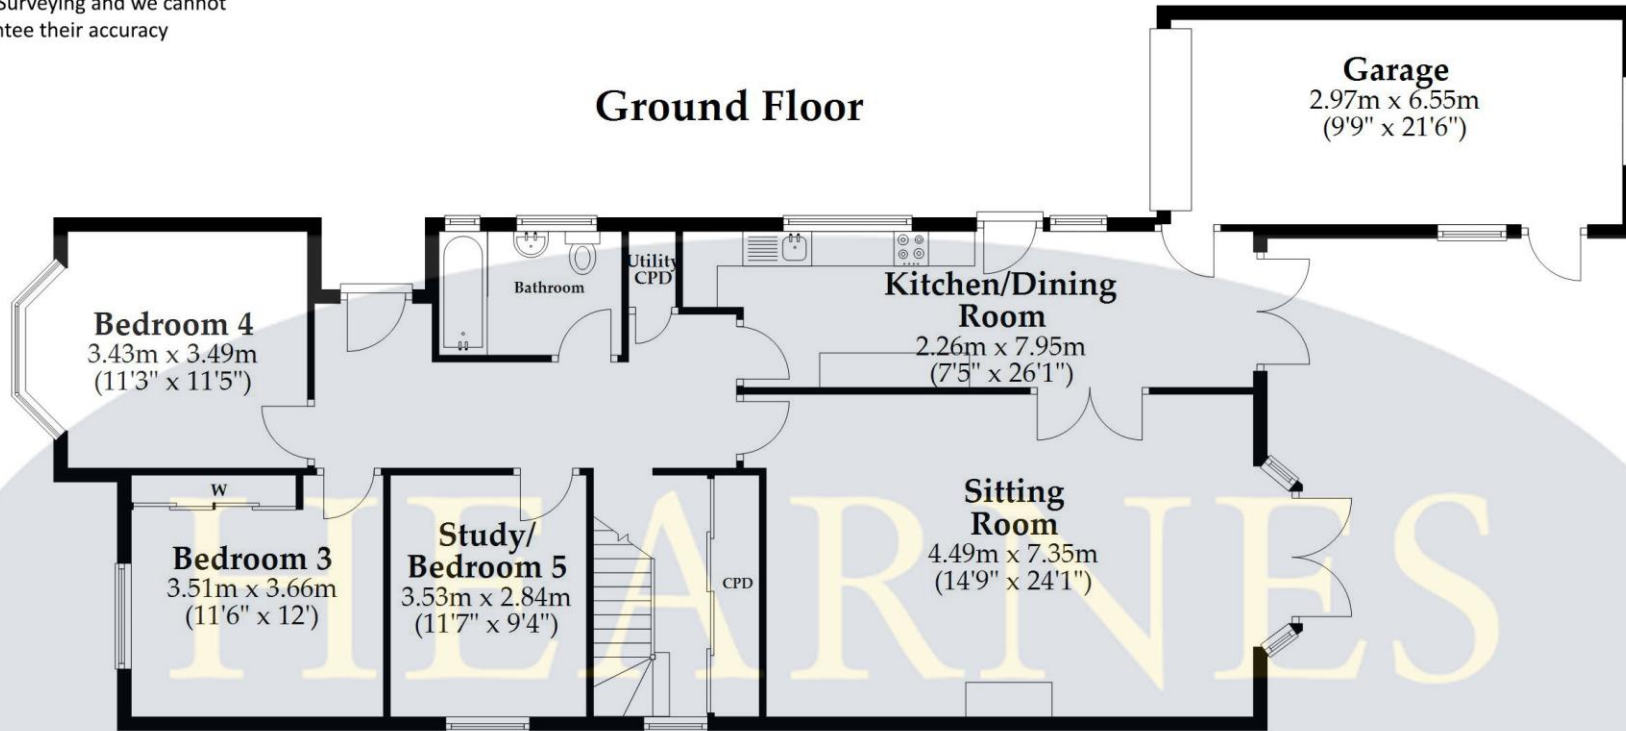 Surveying and we cannot
their accuracy
Ground Floor
Garage
2.97m x 6.55m
(9'9" x 21'6")
Bedroom 4
3.43m x 3.49m
(11'3" x 11'5")
Bathroom
Utility
CPD
Kitchen/Dining
Room
2.26m x 7.95m
(7'5" x 26'1")
W
Bedroom 3
3.51m x 3.66m
(11'6" x 12')
Study/
Bedroom 5
3.53m x 2.84m
(11'7" x 9'4")
CPD
Sitting
Room
4.49m x 7.35m
(14'9" x 24'1")
HEARNES